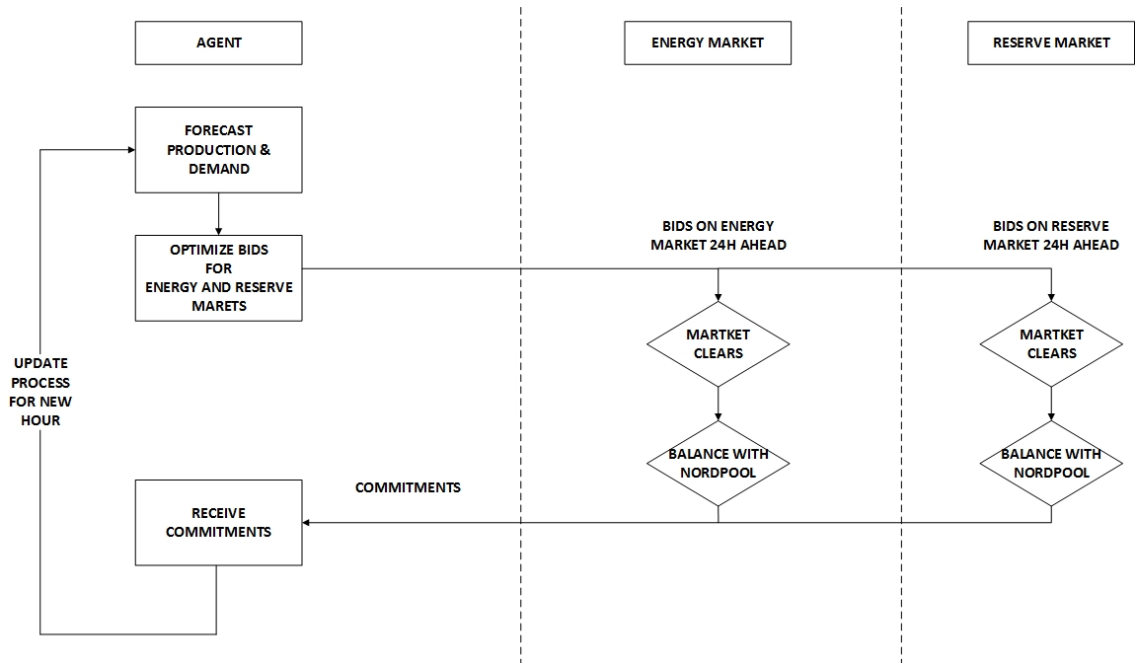 AGENT
ENERGY MARKET
RESERVE MARKET
FORECAST
PRODUCTION &
DEMAND
OPTIMIZE BIDS
FOR
ENERGY AND RESERVE
MARETS
BIDS ON ENERGY
MARKET 24H AHEAD
BIDS ON RESERVE
MARKET 24H AHEAD
MARTKET
CLEARS
MARTKET
CLEARS
BALANCE WITH
NORDPOOL
BALANCE WITH
NORDPOOL
COMMITMENTS
RECEIVE
COMMITMENTS
UPDATE
PROCESS
FOR NEW
HOUR